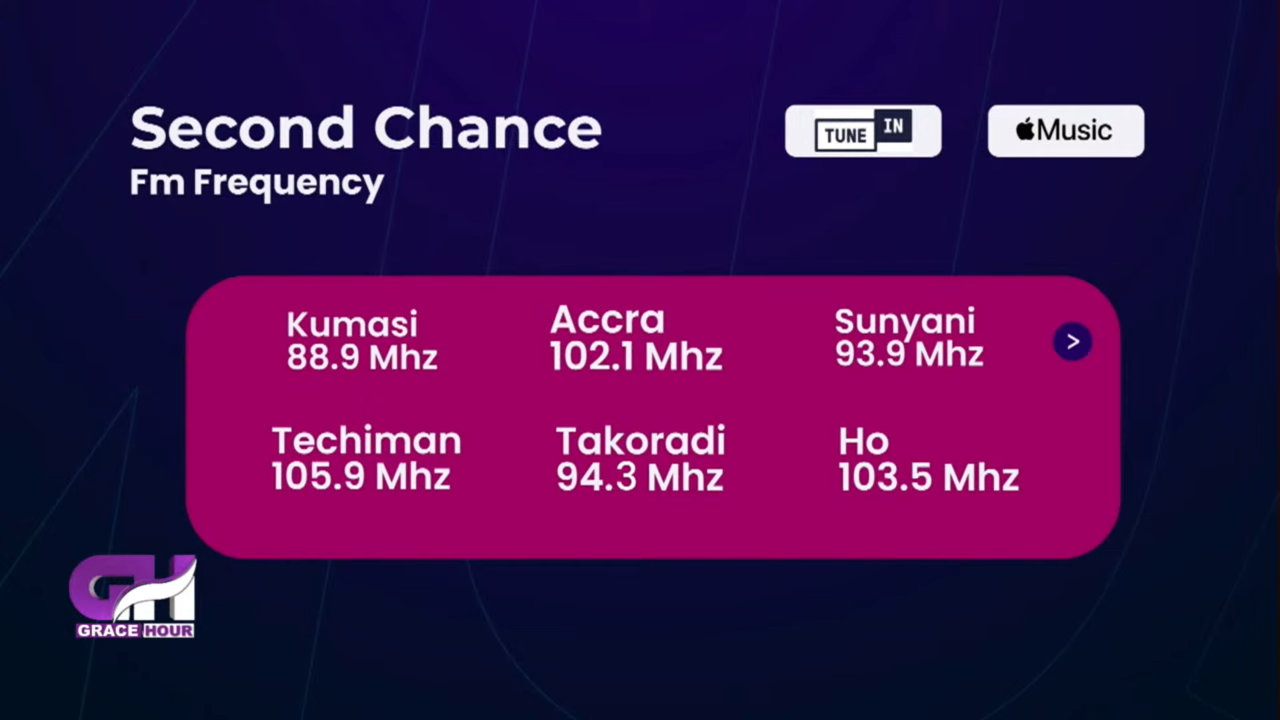 Second Chance
Fm Frequency
TUNE IN
Music
Kumasi
88.9 Mhz
Accra
102.1 Mhz
Sunyani
93.9 Mhz
>
Techiman
105.9 Mhz
Takoradi
94.3 Mhz
Ho
103.5 Mhz
GH
GRACE HOUR